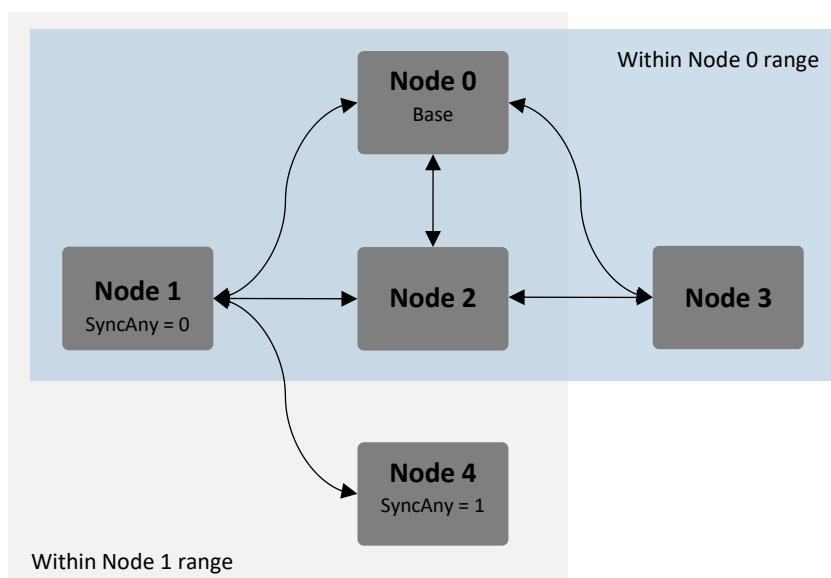 Within Node 0 range
Node 0
Base
Node 1
SyncAny = 0
Node 2
Node 3
Node 4
SyncAny = 1
Within Node 1 range